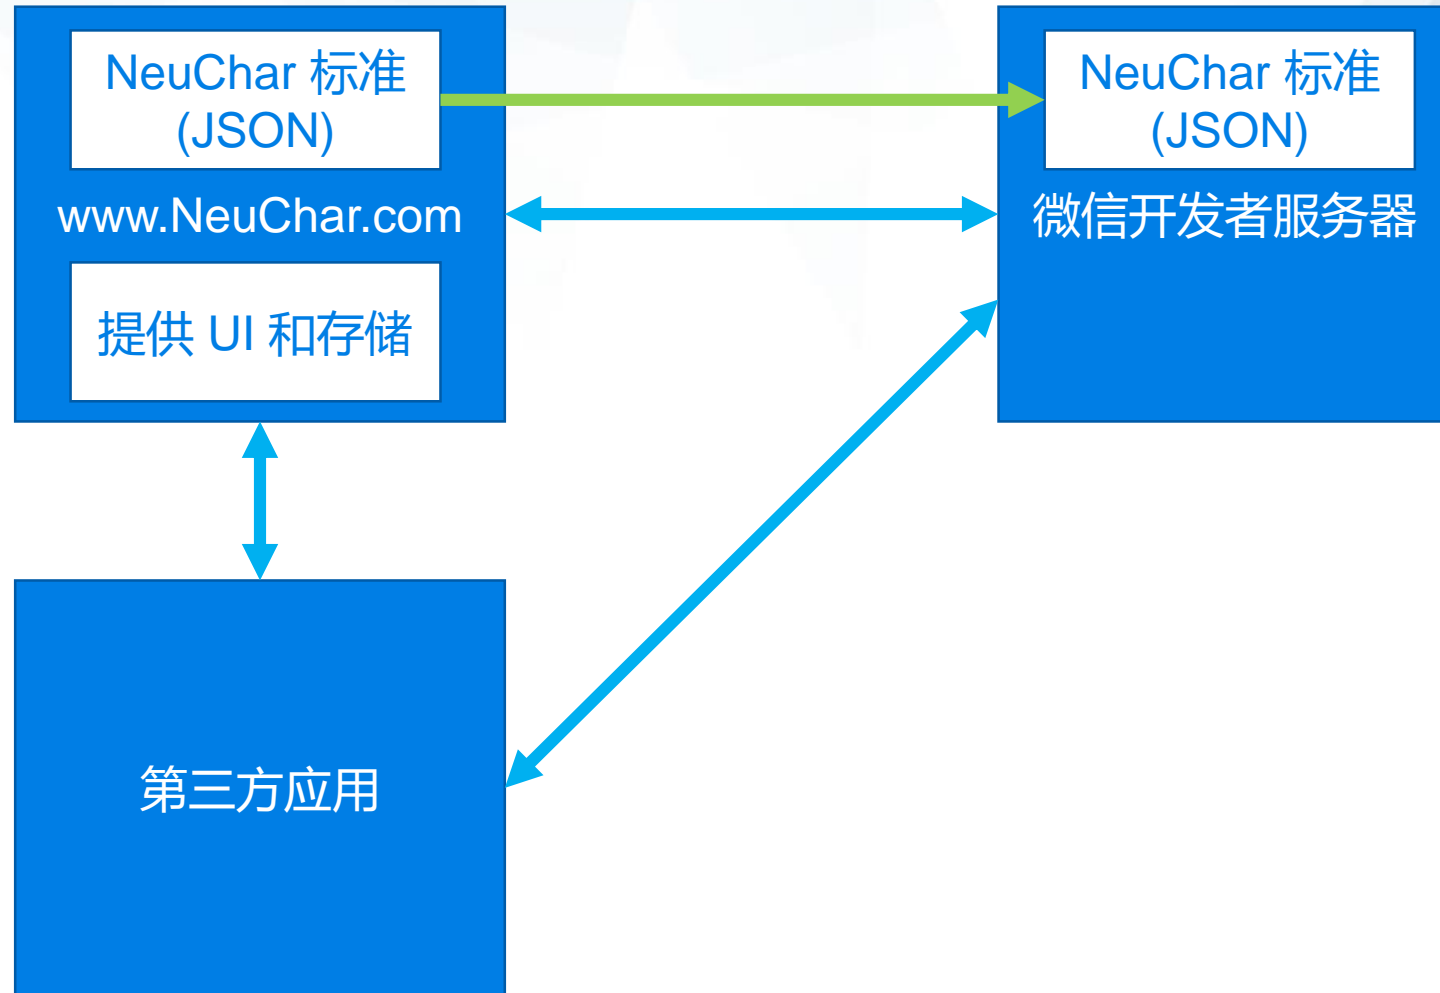 NeuChar 标准
(JSON)
www.NeuChar.com
提供 UI 和存储
NeuChar 标准
(JSON)
微信开发者服务器
第三方应用